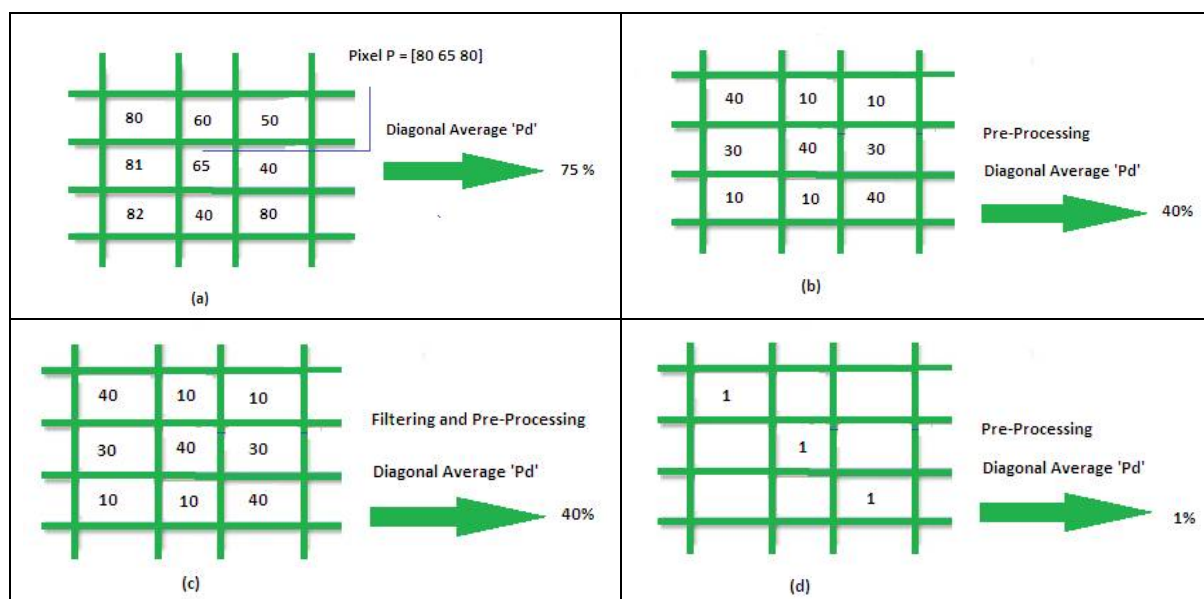 Pixel P = [80 65 80]
80 60 50
Diagonal Average 'Pd'
81 65 40
75 %
82 40 80
(a)
40 10 10
Pre-Processing
30 40 30
Diagonal Average 'Pd'
10 10 40
40%
(b)
40 10 10
Filtering and Pre-Processing
30 40 30
Diagonal Average 'Pd'
10 10 40
40%
(c)
1
Pre-Processing
1
Diagonal Average 'Pd'
1
1%
(d)